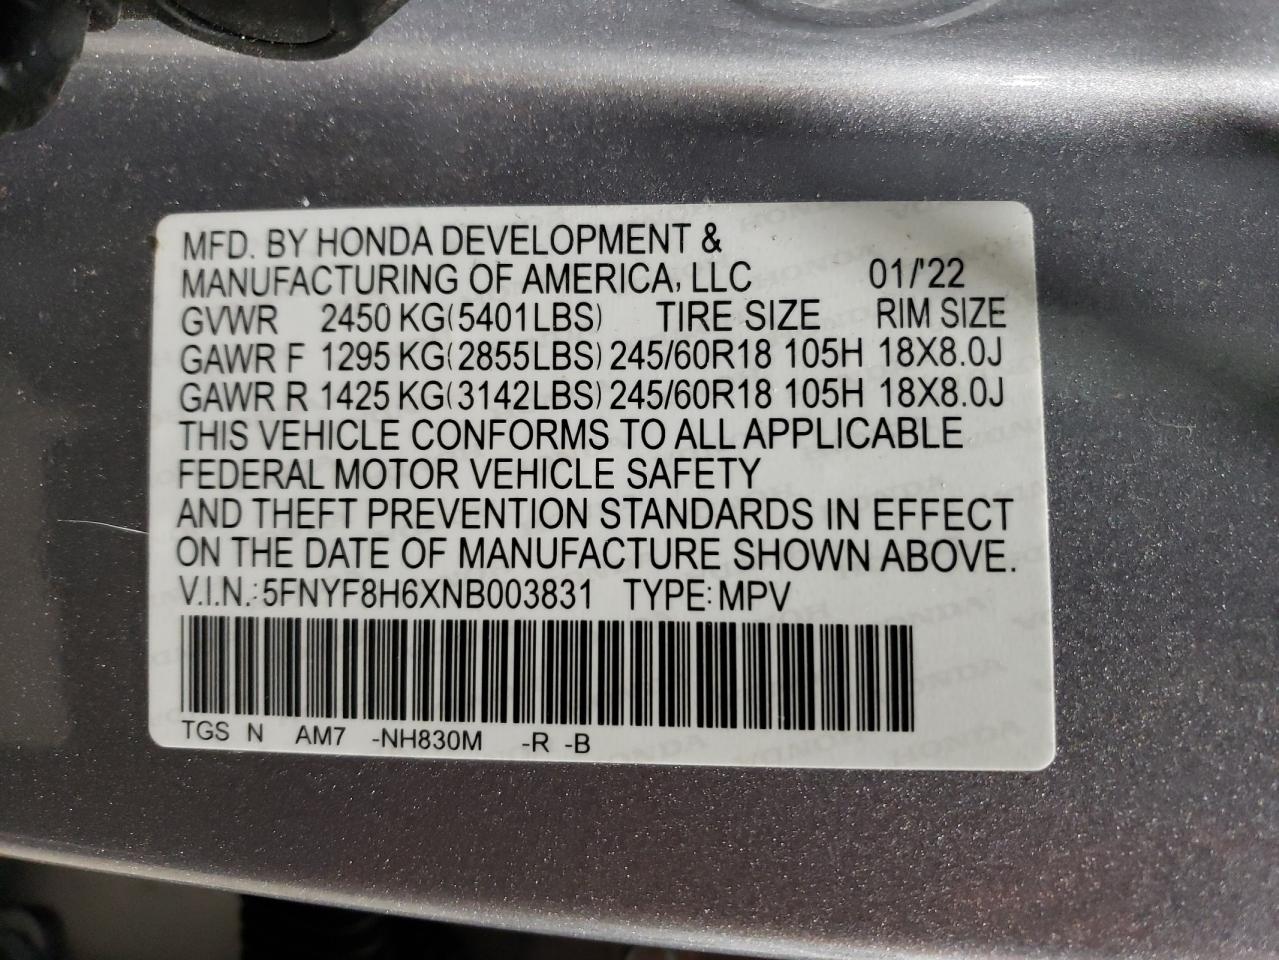 MFD. BY HONDA DEVELOPMENT &
MANUFACTURING OF AMERICA, LLC 01/'22
GVWR 2450 KG(5401LBS) TIRE SIZE RIM SIZE
GAWR F 1295 KG(2855LBS) 245/60R18 105H 18X8.0J
GAWR R 1425 KG(3142LBS) 245/60R18 105H 18X8.0J
THIS VEHICLE CONFORMS TO ALL APPLICABLE
FEDERAL MOTOR VEHICLE SAFETY
AND THEFT PREVENTION STANDARDS IN EFFECT
ON THE DATE OF MANUFACTURE SHOWN ABOVE.
V.I.N.:5FNYF8H6XNB003831 TYPE:MPV
TGS N AM7 -NH830M -R -B